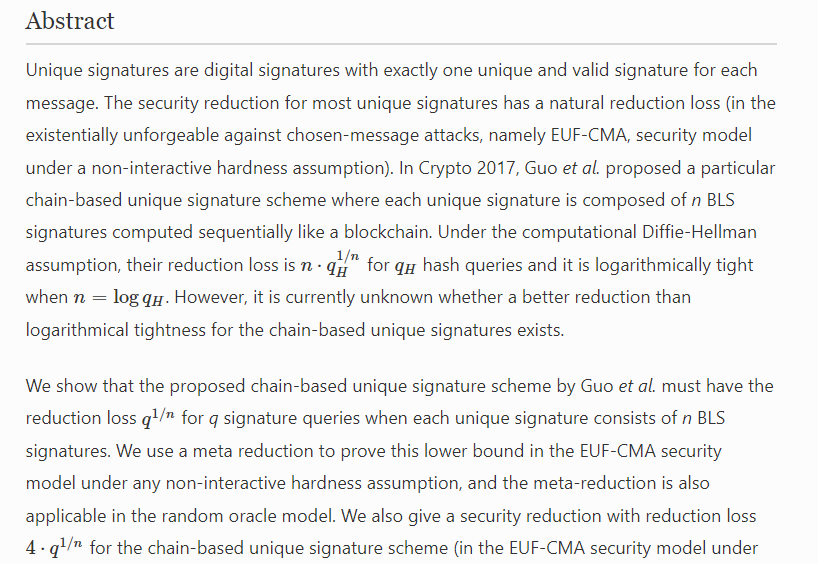 Abstract
Unique signatures are digital signatures with exactly one unique and valid signature for each
message. The security reduction for most unique signatures has a natural reduction loss (in the
existentially unforgeable against chosen-message attacks, namely EUF-CMA, security model
under a non-interactive hardness assumption). In Crypto 2017, Guo et al. proposed a particular
chain-based unique signature scheme where each unique signature is composed of n BLS
signatures computed sequentially like a blockchain. Under the computational Diffie-Hellman
assumption, their reduction loss is n · q_H^{1/n} for q_H hash queries and it is logarithmically tight
when n = log q_H. However, it is currently unknown whether a better reduction than
logarithmical tightness for the chain-based unique signatures exists.
We show that the proposed chain-based unique signature scheme by Guo et al. must have the
reduction loss q^{1/n} for q signature queries when each unique signature consists of n BLS
signatures. We use a meta reduction to prove this lower bound in the EUF-CMA security
model under any non-interactive hardness assumption, and the meta-reduction is also
applicable in the random oracle model. We also give a security reduction with reduction loss
4 · q^{1/n} for the chain-based unique signature scheme (in the EUF-CMA security model under